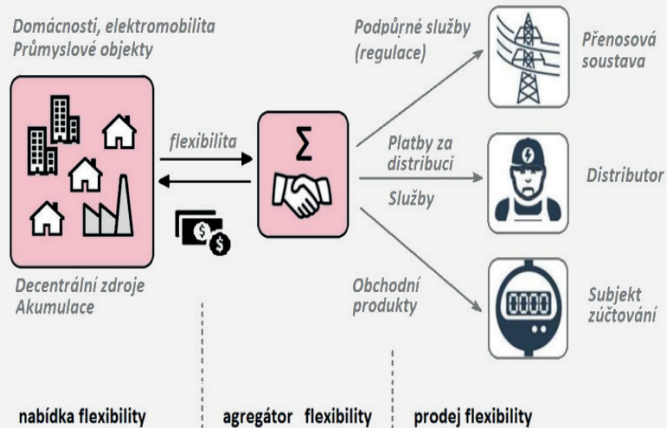 Domácnosti, elektromobilita
Průmyslové objekty
flexibilita
Decentrální zdroje
Akumulace
Σ
Podpůrné služby
(regulace)
Platby za
distribuci
Služby
Obchodní
produkty
Přenosová
soustava
Distributor
0000
Subjekt
zúčtování
nabídka flexibility
agregátor flexibility
prodej flexibility